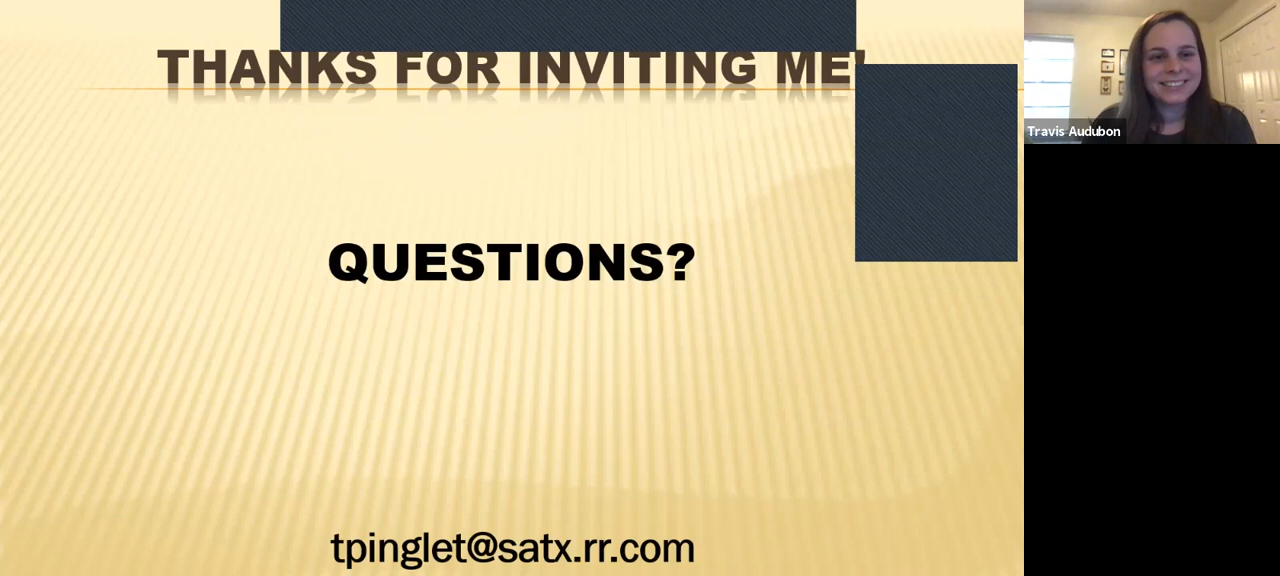 THANKS FOR INVITING ME!
Travis Audubon
QUESTIONS?
tpinglet@satx.rr.com